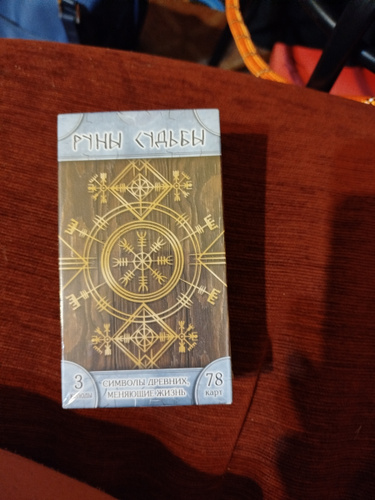 РУНЫ СУДЬБЫ
3
СИМВОЛЫ ДРЕВНИХ,
МЕНЯЮЩИЕ ЖИЗНЬ
78
карт